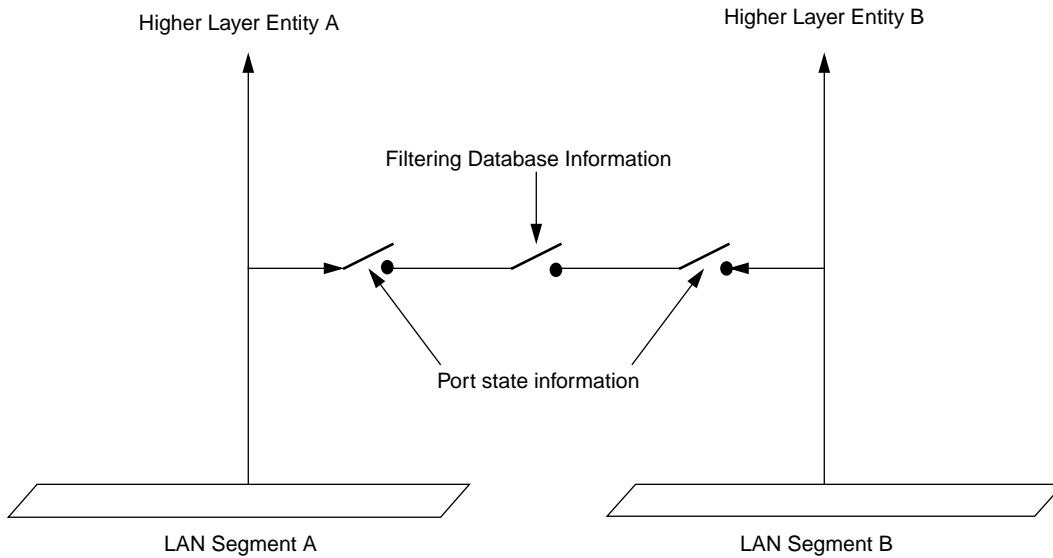 Higher Layer Entity A
Higher Layer Entity B
Filtering Database Information
Port state information
LAN Segment A
LAN Segment B